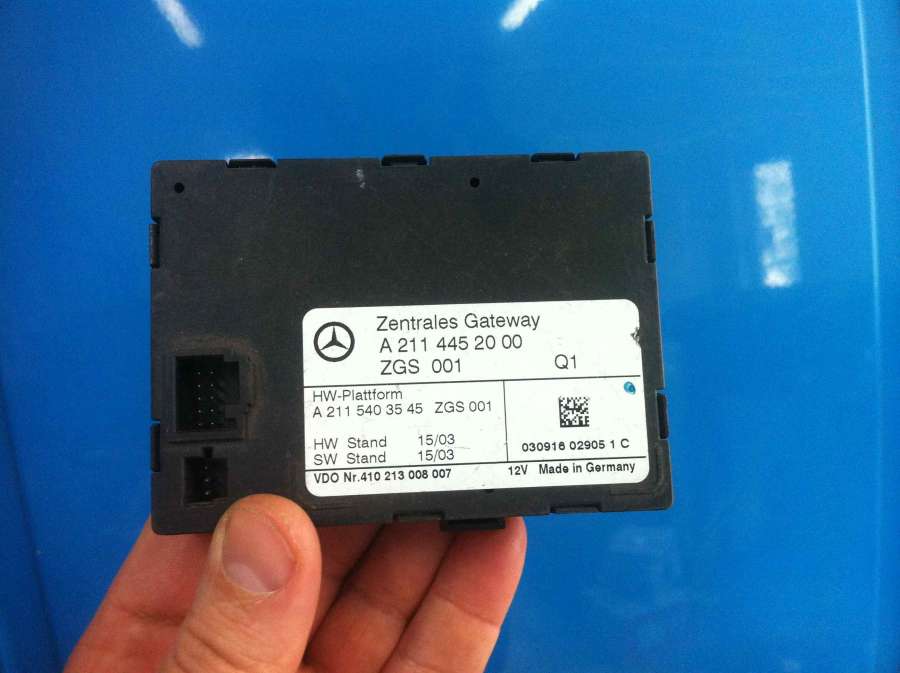 Zentrales Gateway
A 211 445 20 00
ZGS 001 Q1
HW-Plattform
A 211 540 35 45 ZGS 001
HW Stand 15/03
SW Stand 15/03
030916 02905 1 C
VDO Nr.410 213 008 007 12V Made in Germany